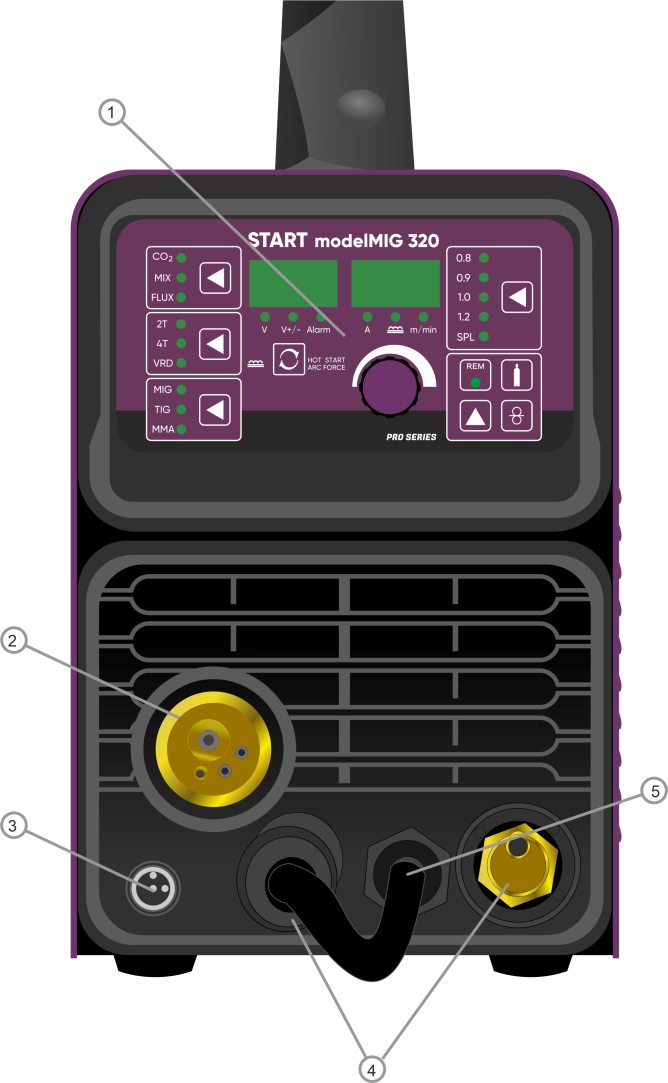 1
START modelMIG 320
CO₂
MIX
FLUX
2T
4T
VRD
MIG
TIG
MMA
V V+/- Alarm
A m/min
HOT START
ARC FORCE
0.8
0.9
1.0
1.2
SPL
REM
PRO SERIES
2
3
5
4